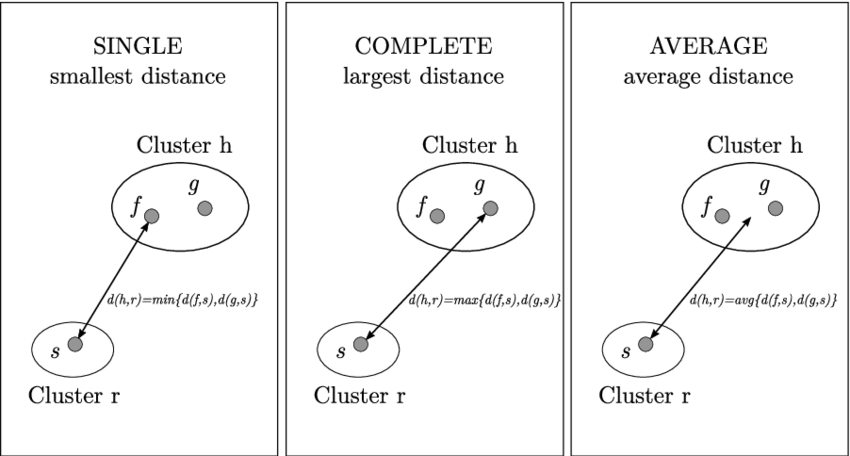 SINGLE
smallest distance
Cluster h
g
f
d(h,r)=min{d(f,s),d(g,s)}
s
Cluster r
COMPLETE
largest distance
Cluster h
g
f
d(h,r)=max{d(f,s),d(g,s)}
s
Cluster r
AVERAGE
average distance
Cluster h
g
f
d(h,r)=avg{d(f,s),d(g,s)}
s
Cluster r